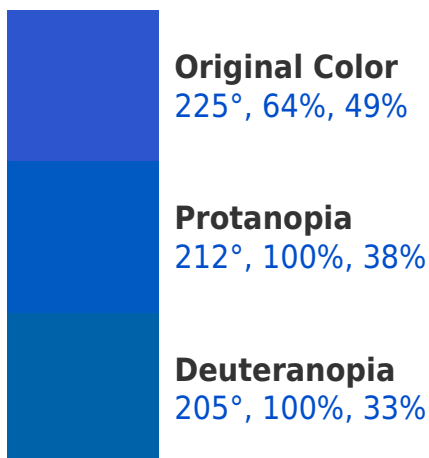 Original Color
225°, 64%, 49%
Protanopia
212°, 100%, 38%
Deuteranopia
205°, 100%, 33%